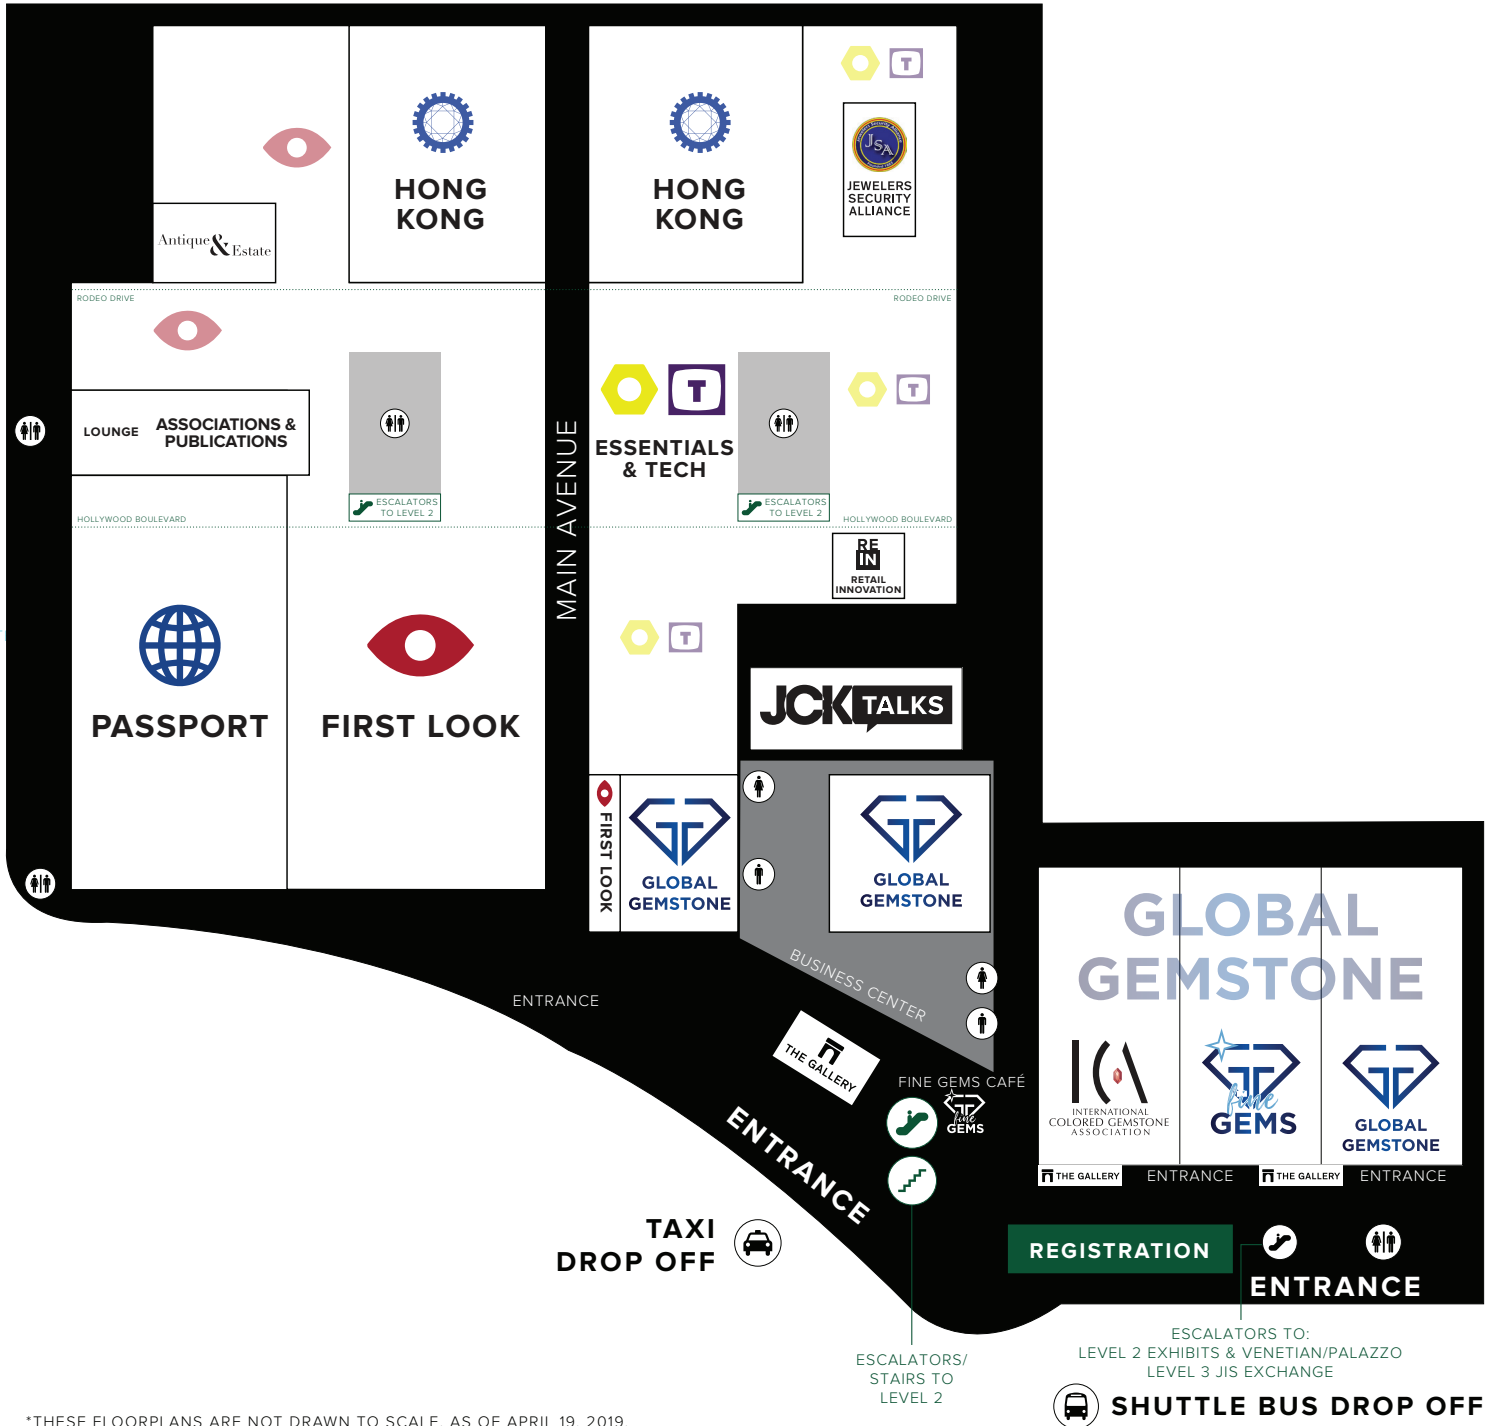 HONG
KONG
HONG
KONG
T
JSA
JEWELERS
SECURITY
ALLIANCE
Antique & Estate
RODEO DRIVE
RODEO DRIVE
LOUNGE
ASSOCIATIONS &
PUBLICATIONS
ESCALATORS
TO LEVEL 2
MAIN AVENUE
T
ESSENTIALS
& TECH
T
ESCALATORS
TO LEVEL 2
HOLLYWOOD BOULEVARD
HOLLYWOOD BOULEVARD
RE
IN
RETAIL
INNOVATION
T
PASSPORT
FIRST LOOK
JCK TALKS
FIRST LOOK
GLOBAL
GEMSTONE
GLOBAL
GEMSTONE
BUSINESS CENTER
ENTRANCE
THE GALLERY
FINE GEMS CAFÉ
fine
GEMS
ENTRANCE
GLOBAL
GEMSTONE
ICA
INTERNATIONAL
COLORED GEMSTONE
ASSOCIATION
fine
GEMS
GLOBAL
GEMSTONE
THE GALLERY
ENTRANCE
THE GALLERY
ENTRANCE
TAXI
DROP OFF
REGISTRATION
ENTRANCE
ESCALATORS/
STAIRS TO
LEVEL 2
ESCALATORS TO:
LEVEL 2 EXHIBITS & VENETIAN/PALAZZO
LEVEL 3 JIS EXCHANGE
SHUTTLE BUS DROP OFF
*THESE FLOORPLANS ARE NOT DRAWN TO SCALE. AS OF APRIL 19, 2019.